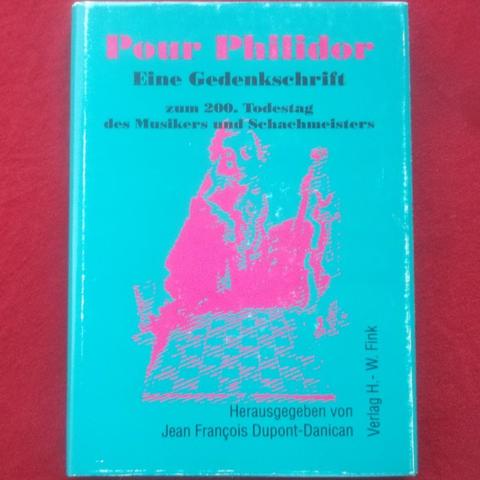 Pour Philidor
Eine Gedenkschrift
zum 200. Todestag
des Musikers und Schachmeisters
Herausgegeben von
Jean François Dupont-Danican
Verlag H.- W. Fink